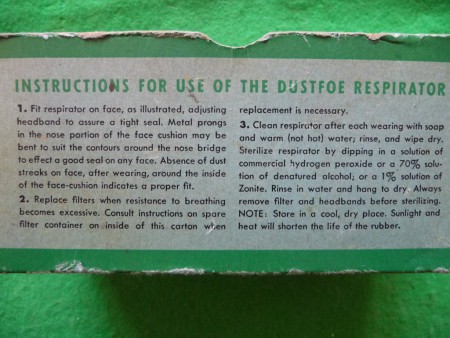 INSTRUCTIONS FOR USE OF THE DUSTFOE RESPIRATOR
1. Fit respirator on face, as illustrated, adjusting
headband to assure a tight seal. Metal prongs
in the nose portion of the face cushion may be
bent to suit the contours around the nose bridge
to effect a good seal on any face. Absence of dust
streaks on face, after wearing, around the inside
of the face-cushion indicates a proper fit.
2. Replace filters when resistance to breathing
becomes excessive. Consult instructions on spare
filter container on inside of this carton when
replacement is necessary.
3. Clean respirator after each wearing with soap
and warm (not hot) water; rinse, and wipe dry.
Sterilize respirator by dipping in a solution of
commercial hydrogen peroxide or a 70% solu-
tion of denatured alcohol; or a 1% solution of
Zonite. Rinse in water and hang to dry. Always
remove filter and headbands before sterilizing.
NOTE: Store in a cool, dry place. Sunlight and
heat will shorten the life of the rubber.